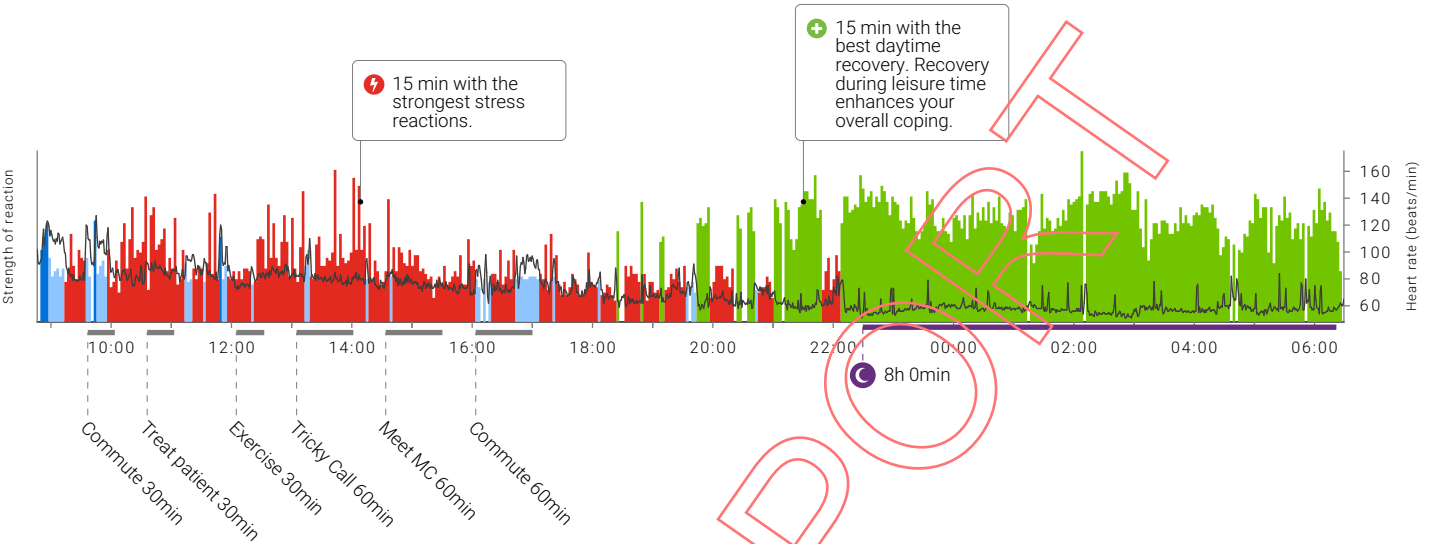 15 min with the
best daytime
recovery. Recovery
during leisure time
enhances your
overall coping.
15 min with the
strongest stress
reactions.
Strength of reaction
160
140
120
100
80
60
Heart rate (beats/min)
10:00 12:00 14:00 16:00 18:00 20:00 22:00 00:00 02:00 04:00 06:00
8h 0min
Commute 30min
Treat patient 30min
Exercise 30min
Tricky Call 60min
Meet MC 60min
Commute 60min